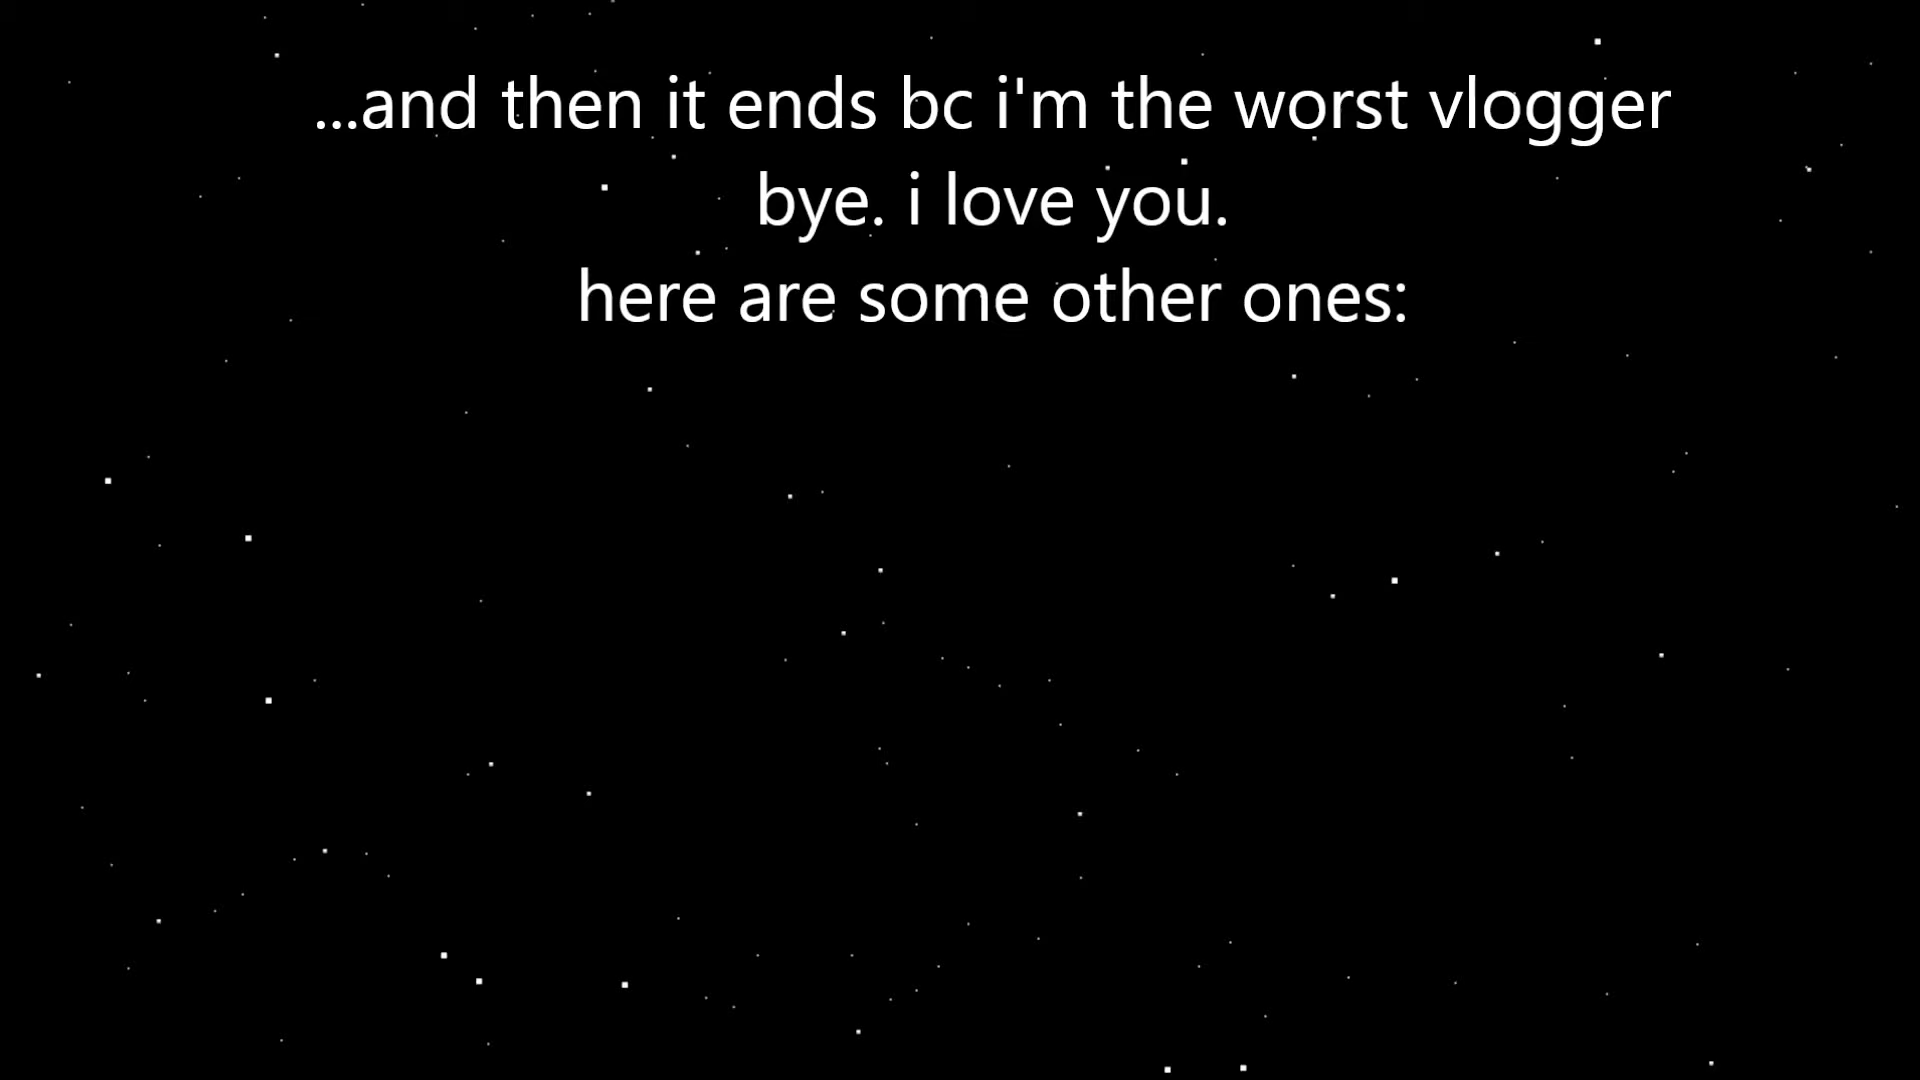 ...and then it ends bc i'm the worst vlogger
bye. i love you.
here are some other ones: